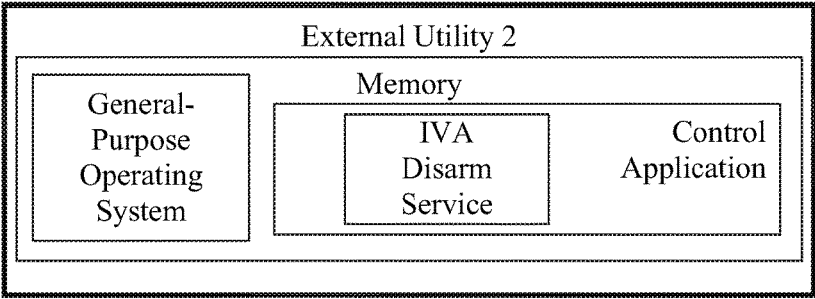 External Utility 2
Memory
General-
Purpose
Operating
System
IVA
Disarm
Service
Control
Application